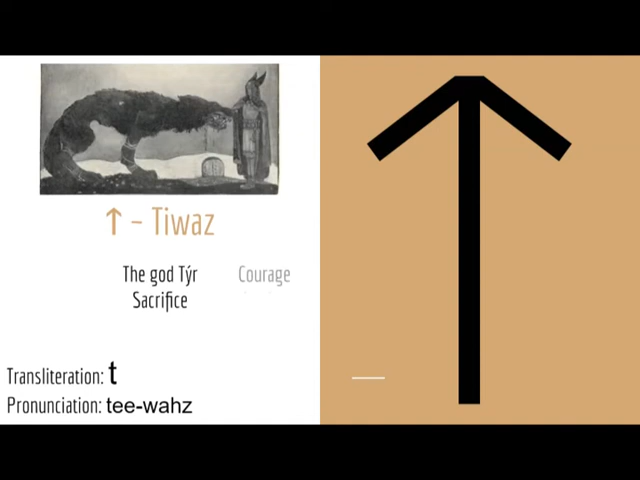 ↑ – Tiwaz
The god Týr
Courage
Sacrifice
Transliteration: t
Pronunciation: tee-wahz